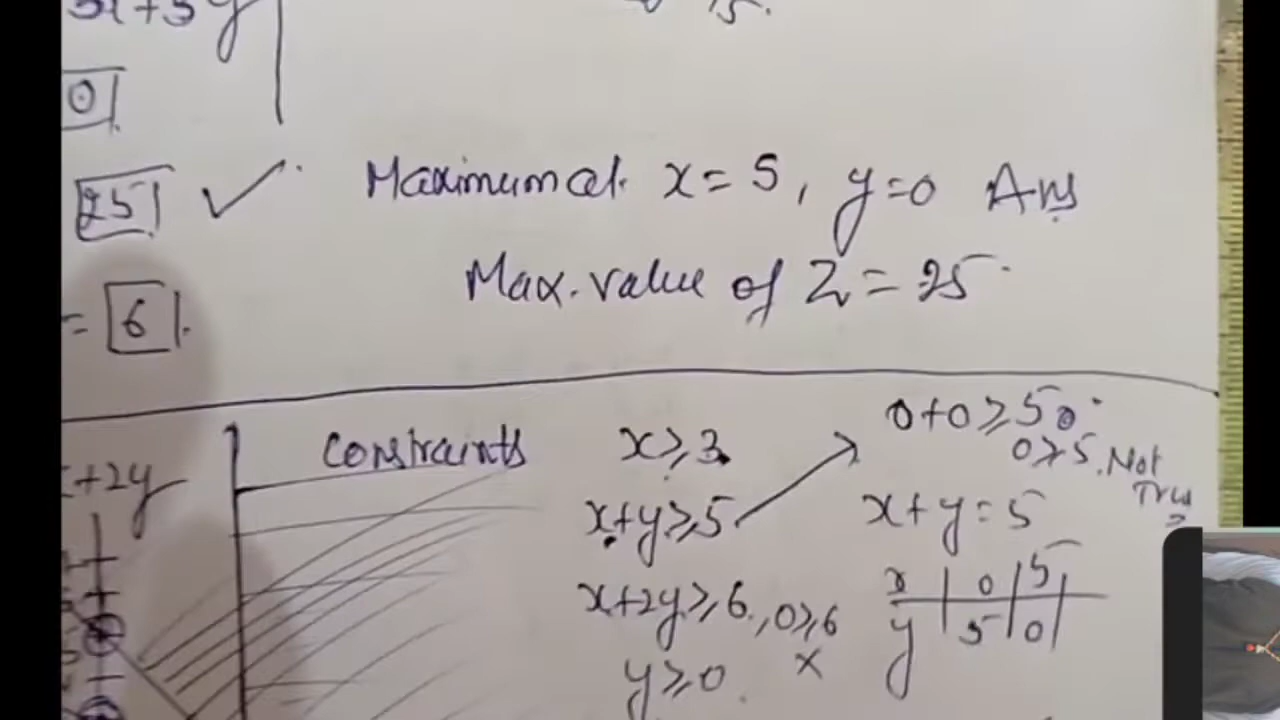 0
25 ✓ Maximum at x = 5, y = 0 Ans
Max. value of Z = 25
= 6
0+0 ≥ 5
Constraints x ≥ 3
0 ≥ 5. Not True
x + y ≥ 5
x + y = 5
x + 2y ≥ 6, 0 ≥ 6 ×
x | 0 | 5
y | 5 | 0
y ≥ 0